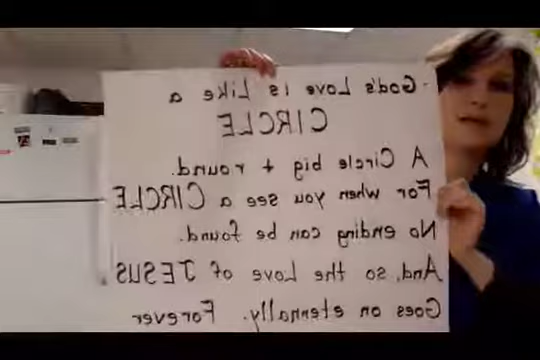 · God's Love is Like a
CIRCLE
A Circle big + round.
For when you see a CIRCLE
No ending can be found.
And, so the Love of JESUS
Goes on eternally. Forever